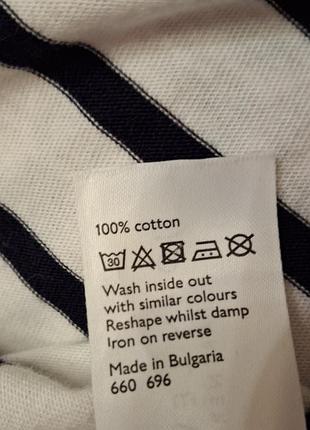 100% cotton
30
Wash inside out
with similar colours
Reshape whilst damp
Iron on reverse
Made in Bulgaria
660 696